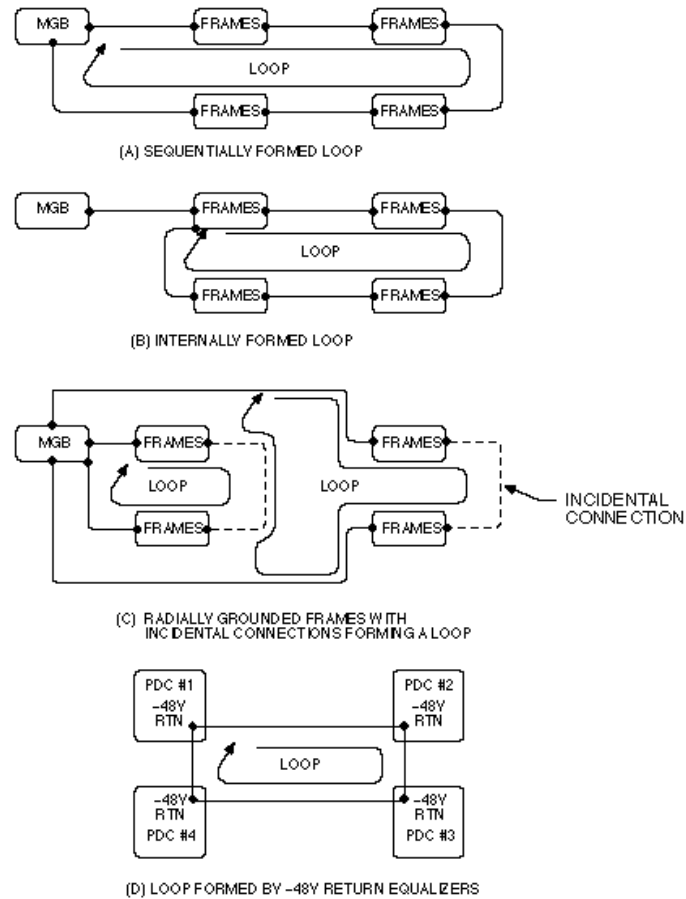 MGB FRAMES FRAMES
LOOP
FRAMES FRAMES
(A) SEQUENTIALLY FORMED LOOP
MGB FRAMES FRAMES
LOOP
FRAMES FRAMES
(B) INTERNALLY FORMED LOOP
MGB FRAMES FRAMES
LOOP LOOP
FRAMES FRAMES
INCIDENTAL
CONNECTION
(C) RADIALLY GROUNDED FRAMES WITH
INCIDENTAL CONNECTIONS FORMING A LOOP
PDC #1 PDC #2
-48V -48V
RTN RTN
LOOP
-48V -48V
RTN RTN
PDC #4 PDC #3
(D) LOOP FORMED BY -48V RETURN EQUALIZERS